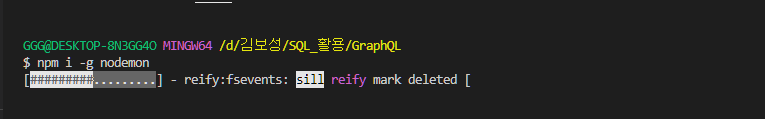 GGG@DESKTOP-8N3GG4O MINGW64 /d/김보성/SQL_활용/GraphQL
$ npm i -g nodemon
[#########.........] - reify:fsevents: sill reify mark deleted [